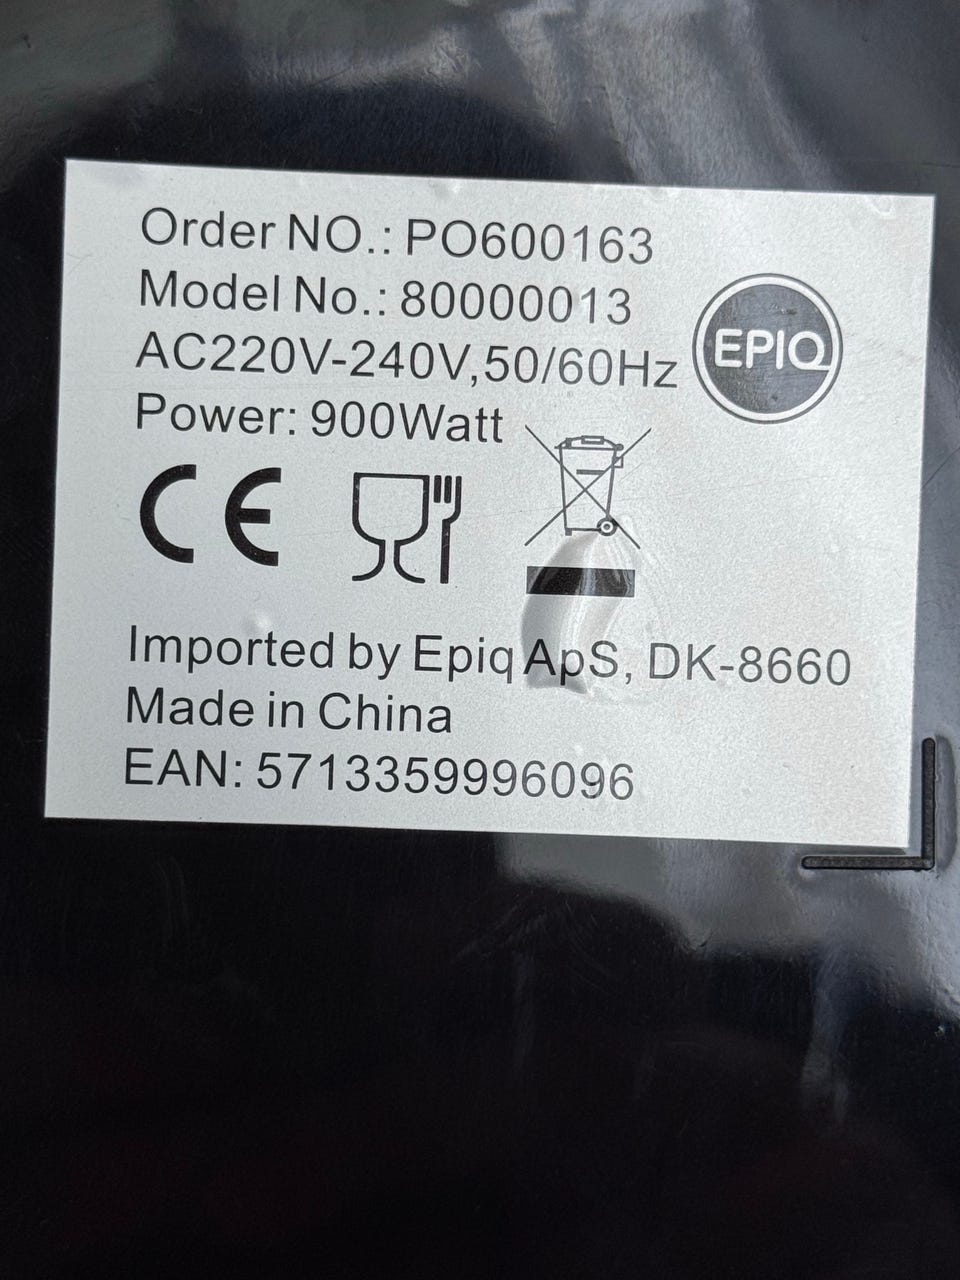 Order NO.: PO600163
Model No.: 80000013
AC220V-240V,50/60Hz
EPIQ
Power: 900Watt
CE
Imported by Epiq ApS, DK-8660
Made in China
EAN: 5713359996096